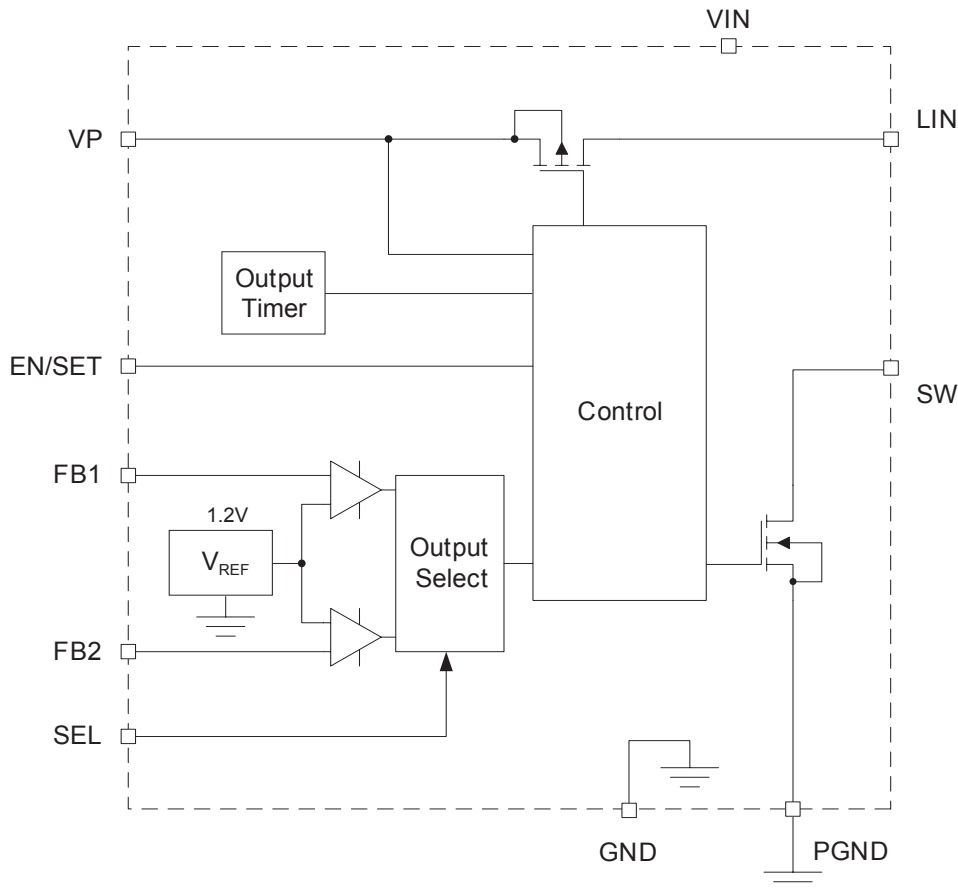 VIN
VP
LIN
Output
Timer
EN/SET
Control
SW
FB1
1.2V
VREF
Output
Select
FB2
SEL
GND
PGND